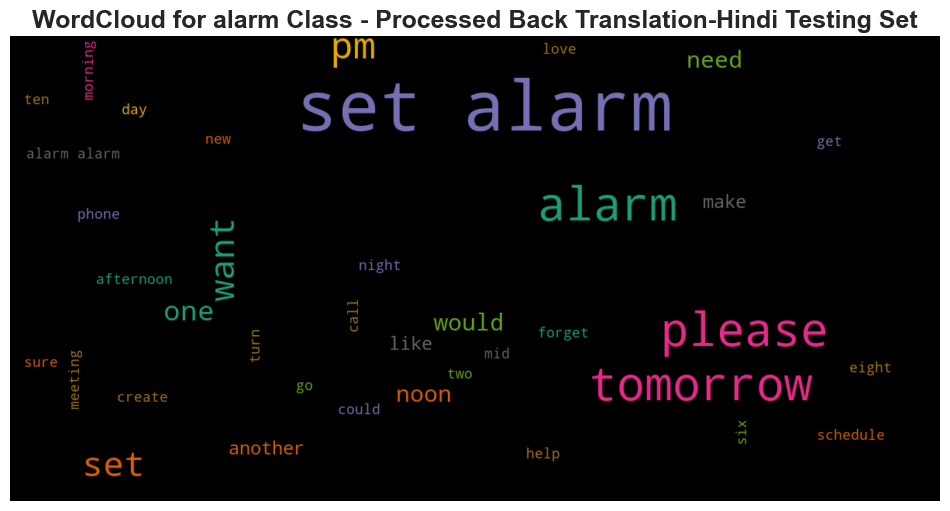 WordCloud for alarm Class - Processed Back Translation-Hindi Testing Set
morning
pm
love
need
ten
day
set alarm
new
get
alarm alarm
alarm
make
phone
want
night
afternoon
one
call
would
forget
please
turn
like
mid
sure
meeting
two
eight
tomorrow
go
create
noon
could
six
schedule
another
help
set